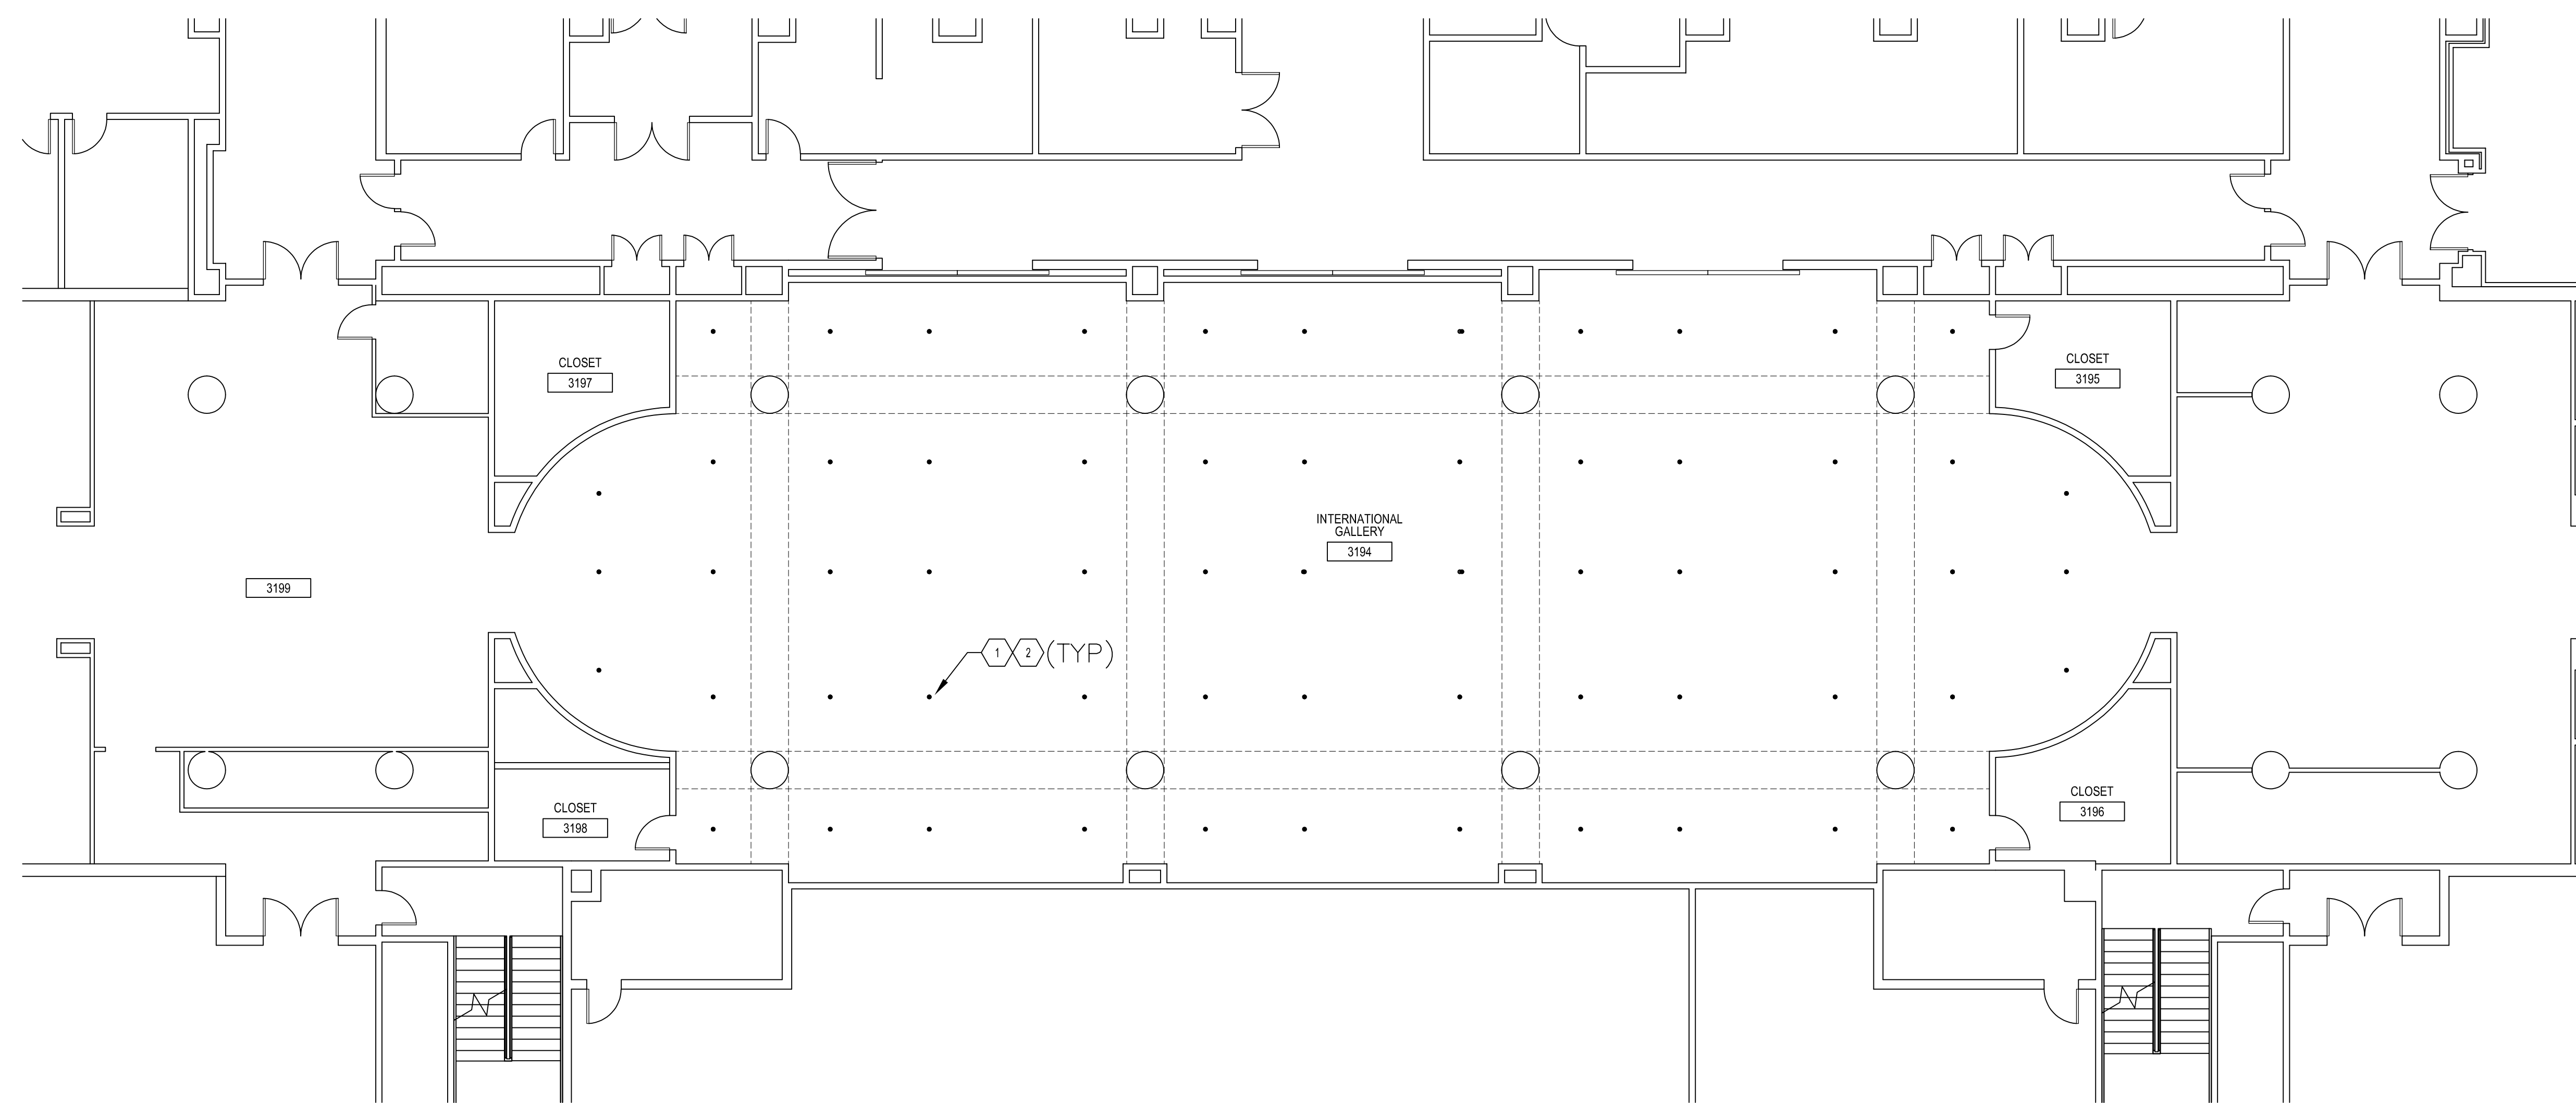 CLOSET
3197
CLOSET
3195
INTERNATIONAL
GALLERY
3194
3199
1 2 (TYP)
CLOSET
3198
CLOSET
3196